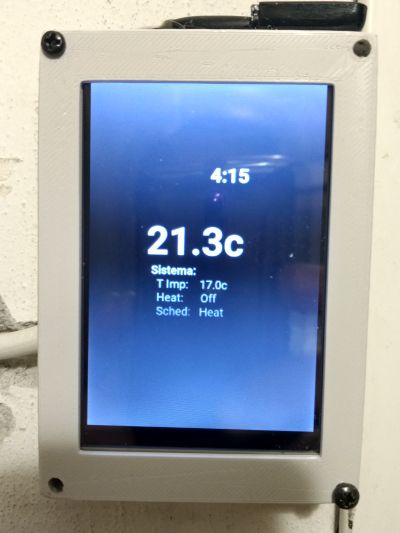 4:15
21.3c
Sistema:
T Imp: 17.0c
Heat: Off
Sched: Heat